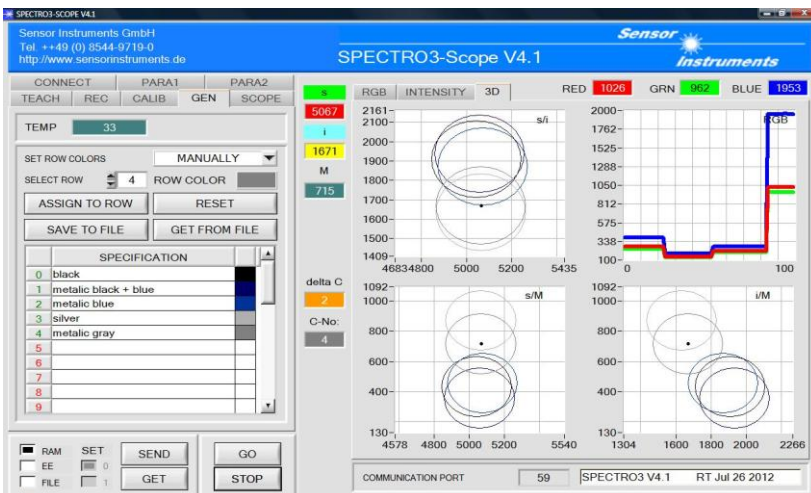 SPECTRO3-SCOPE V4.1
Sensor Instruments GmbH
Tel. ++49 (0) 8544-9719-0
http://www.sensorinstruments.de
SPECTRO3-Scope V4.1
Sensor Instruments
CONNECT PARA1 PARA2
TEACH REC CALIB GEN SCOPE
TEMP 33
SET ROW COLORS MANUALLY
SELECT ROW 4 ROW COLOR
ASSIGN TO ROW RESET
SAVE TO FILE GET FROM FILE
SPECIFICATION
0 black
1 metalic black + blue
2 metalic blue
3 silver
4 metalic gray
5
6
7
8
9
RAM SET SEND GO
EE 0
FILE 1 GET STOP
s
5067
i
1671
M
715
delta C
2
C-No:
4
RGB INTENSITY 3D RED 1026 GRN 962 BLUE 1953
s/i
2161
2100
2000
1900
1800
1700
1600
1500
1409
4683 4800 5000 5200 5435
RGB
2000
1762
1525
1288
1050
812
575
338
100
0 100
s/M
1092
1000
800
600
400
130
4578 4800 5000 5200 5540
i/M
1092
1000
800
600
400
130
1304 1600 1800 2000 2266
COMMUNICATION PORT 59 SPECTRO3 V4.1 RT Jul 26 2012